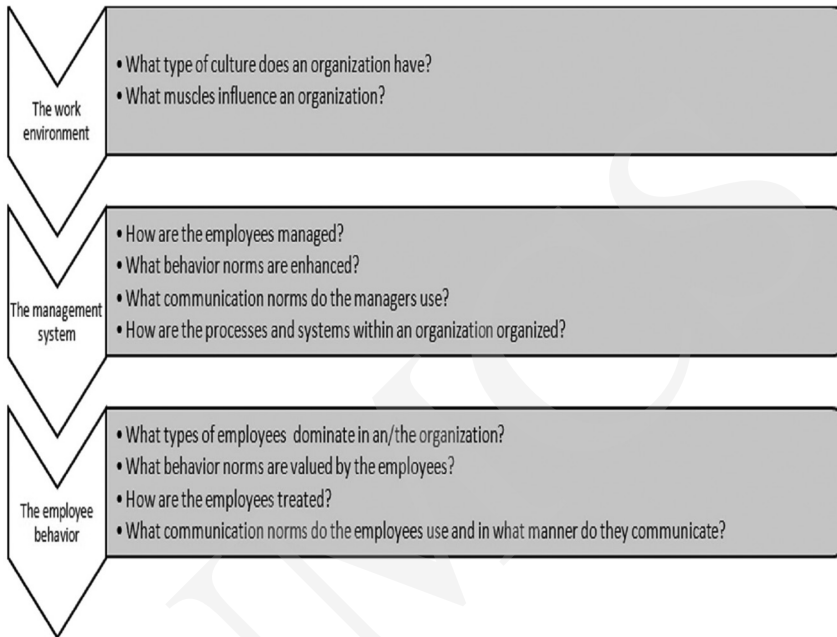 • What type of culture does an organization have?
• What muscles influence an organization?
The work
environment
• How are the employees managed?
• What behavior norms are enhanced?
• What communication norms do the managers use?
• How are the processes and systems within an organization organized?
The management
system
• What types of employees dominate in an/the organization?
• What behavior norms are valued by the employees?
• How are the employees treated?
• What communication norms do the employees use and in what manner do they communicate?
The employee
behavior